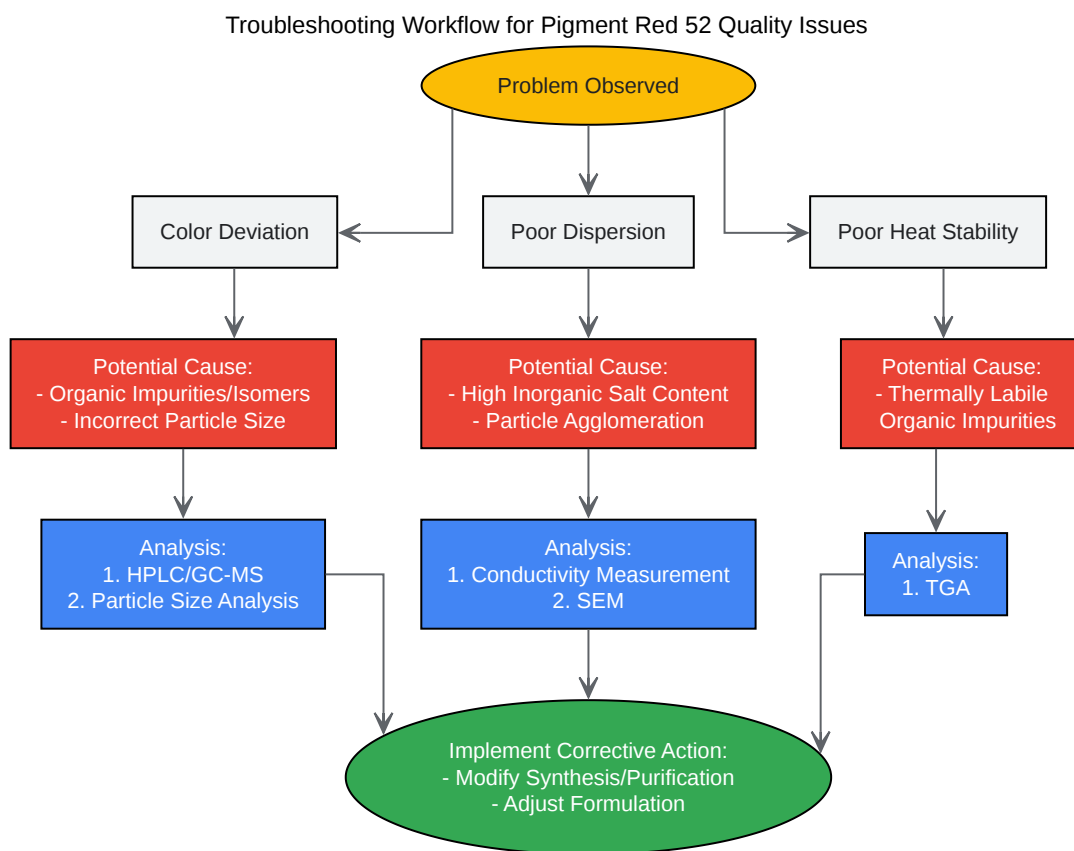 Troubleshooting Workflow for Pigment Red 52 Quality Issues
Problem Observed
Color Deviation
Poor Dispersion
Poor Heat Stability
Potential Cause:
- Organic Impurities/Isomers
- Incorrect Particle Size
Potential Cause:
- High Inorganic Salt Content
- Particle Agglomeration
Potential Cause:
- Thermally Labile
Organic Impurities
Analysis:
1. HPLC/GC-MS
2. Particle Size Analysis
Analysis:
1. Conductivity Measurement
2. SEM
Analysis:
1. TGA
Implement Corrective Action:
- Modify Synthesis/Purification
- Adjust Formulation